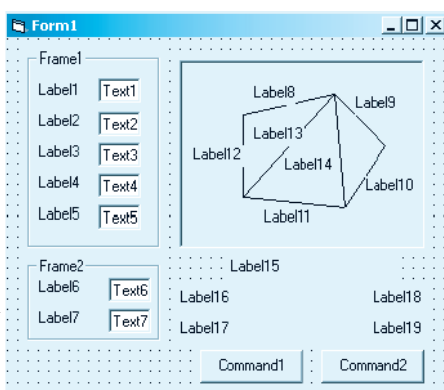 Form1
Frame1
Label1 Text1
Label2 Text2
Label3 Text3
Label4 Text4
Label5 Text5
Label8
Label9
Label13
Label12
Label14
Label10
Label11
Frame2
Label6 Text6
Label7 Text7
Label15
Label16 Label18
Label17 Label19
Command1 Command2